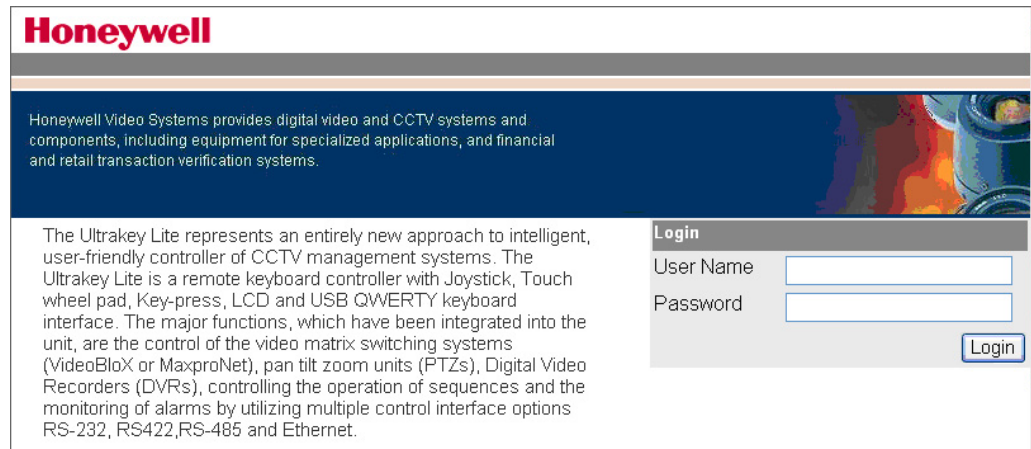 Honeywell
Honeywell Video Systems provides digital video and CCTV systems and
components, including equipment for specialized applications, and financial
and retail transaction verification systems.
The Ultrakey Lite represents an entirely new approach to intelligent,
user-friendly controller of CCTV management systems. The
Ultrakey Lite is a remote keyboard controller with Joystick, Touch
wheel pad, Key-press, LCD and USB QWERTY keyboard
interface. The major functions, which have been integrated into the
unit, are the control of the video matrix switching systems
(VideoBloX or MaxproNet), pan tilt zoom units (PTZs), Digital Video
Recorders (DVRs), controlling the operation of sequences and the
monitoring of alarms by utilizing multiple control interface options
RS-232, RS422,RS-485 and Ethernet.
Login
User Name
Password
Login